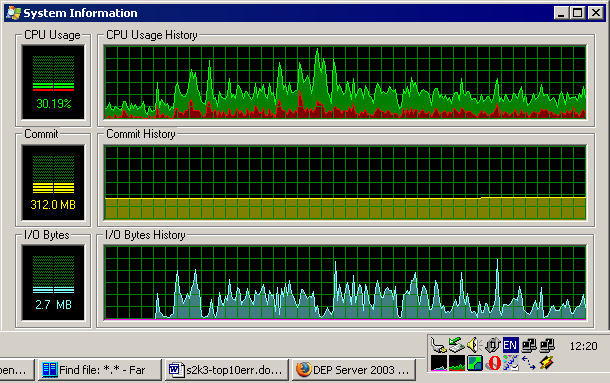 System Information
CPU Usage
CPU Usage History
30.19%
Commit
Commit History
312.0 MB
I/O Bytes
I/O Bytes History
2.7 MB
EN
12:20
pen...
Find file: *.* - Far
s2k3-top10err.do...
DEP Server 2003 ...